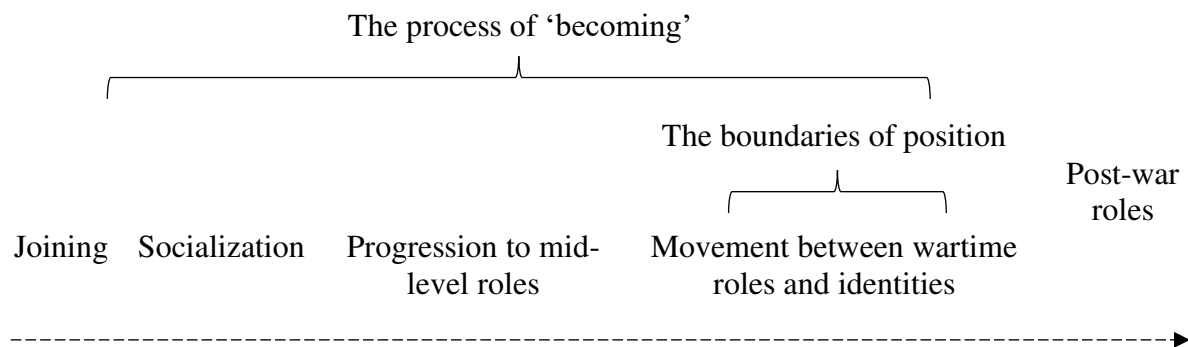 The process of ‘becoming’
The boundaries of position
Post-war
roles
Joining
Socialization
Progression to mid-
level roles
Movement between wartime
roles and identities